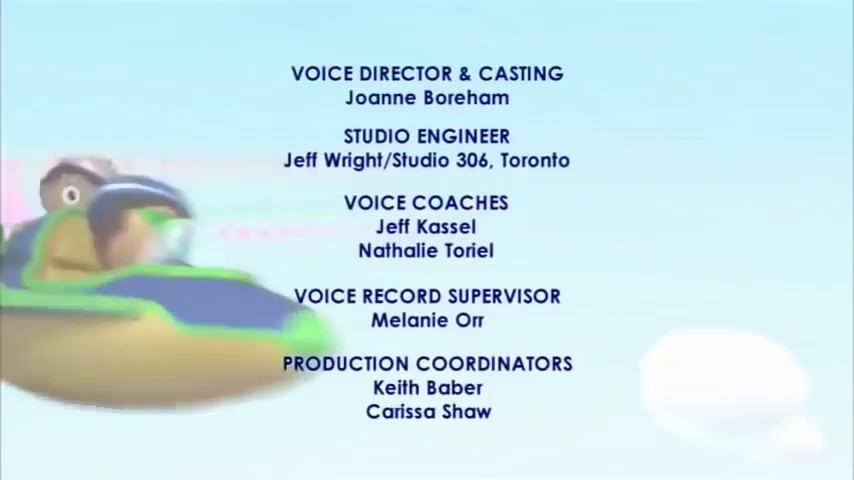 VOICE DIRECTOR & CASTING
Joanne Boreham
STUDIO ENGINEER
Jeff Wright/Studio 306, Toronto
VOICE COACHES
Jeff Kassel
Nathalie Toriel
VOICE RECORD SUPERVISOR
Melanie Orr
PRODUCTION COORDINATORS
Keith Baber
Carissa Shaw